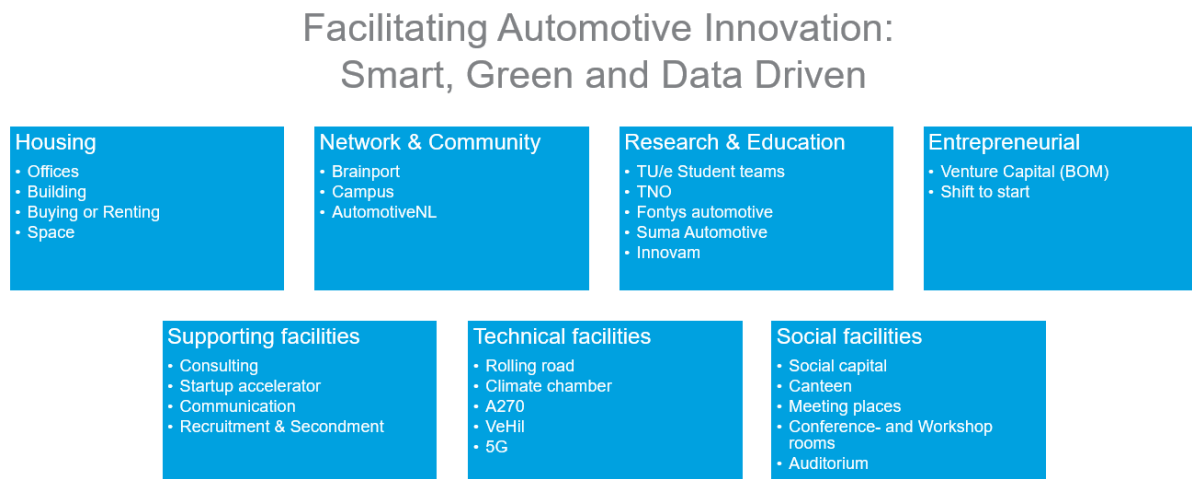 Facilitating Automotive Innovation:
Smart, Green and Data Driven
Housing
• Offices
• Building
• Buying or Renting
• Space
Network & Community
• Brainport
• Campus
• AutomotiveNL
Research & Education
• TU/e Student teams
• TNO
• Fontys automotive
• Suma Automotive
• Innovam
Entrepreneurial
• Venture Capital (BOM)
• Shift to start
Supporting facilities
• Consulting
• Startup accelerator
• Communication
• Recruitment & Secondment
Technical facilities
• Rolling road
• Climate chamber
• A270
• VeHil
• 5G
Social facilities
• Social capital
• Canteen
• Meeting places
• Conference- and Workshop
rooms
• Auditorium